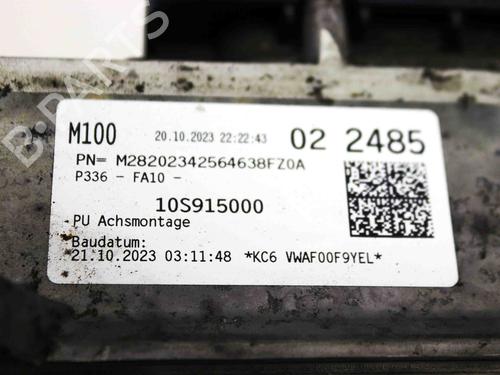 B-PARTS
M100 20.10.2023 22:22:43 02 2485
PN= M28202342564638FZ0A
P336 - FA10 -
10S915000
PU Achsmontage
Baudatum:
21.10.2023 03:11:48 *KC6 VWAF00F9YEL*